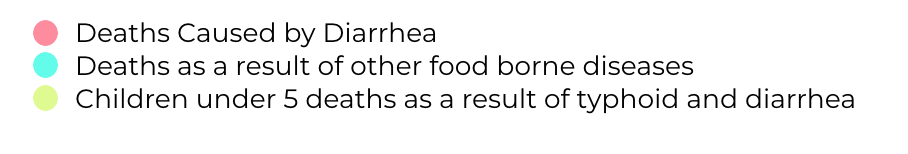 Deaths Caused by Diarrhea
Deaths as a result of other food borne diseases
Children under 5 deaths as a result of typhoid and diarrhea